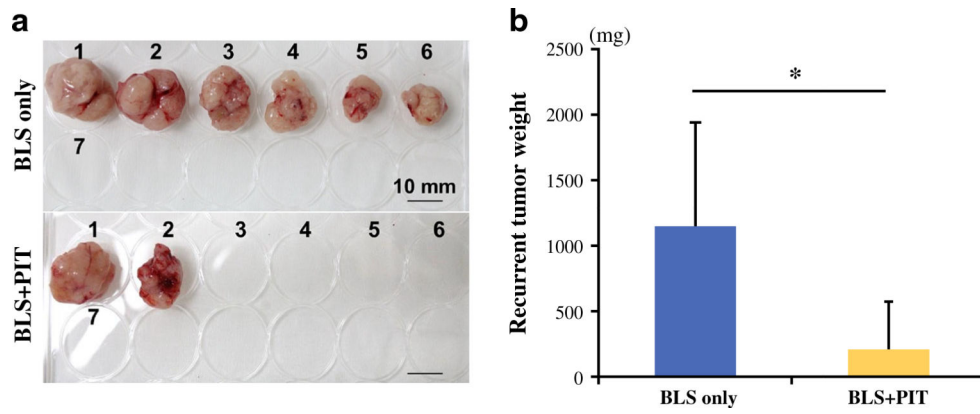 a
BLS only
1 2 3 4 5 6
7
10 mm
BLS+PIT
1 2 3 4 5 6
7
b
(mg)
Recurrent tumor weight
2500
2000
1500
1000
500
0
*
BLS only BLS+PIT